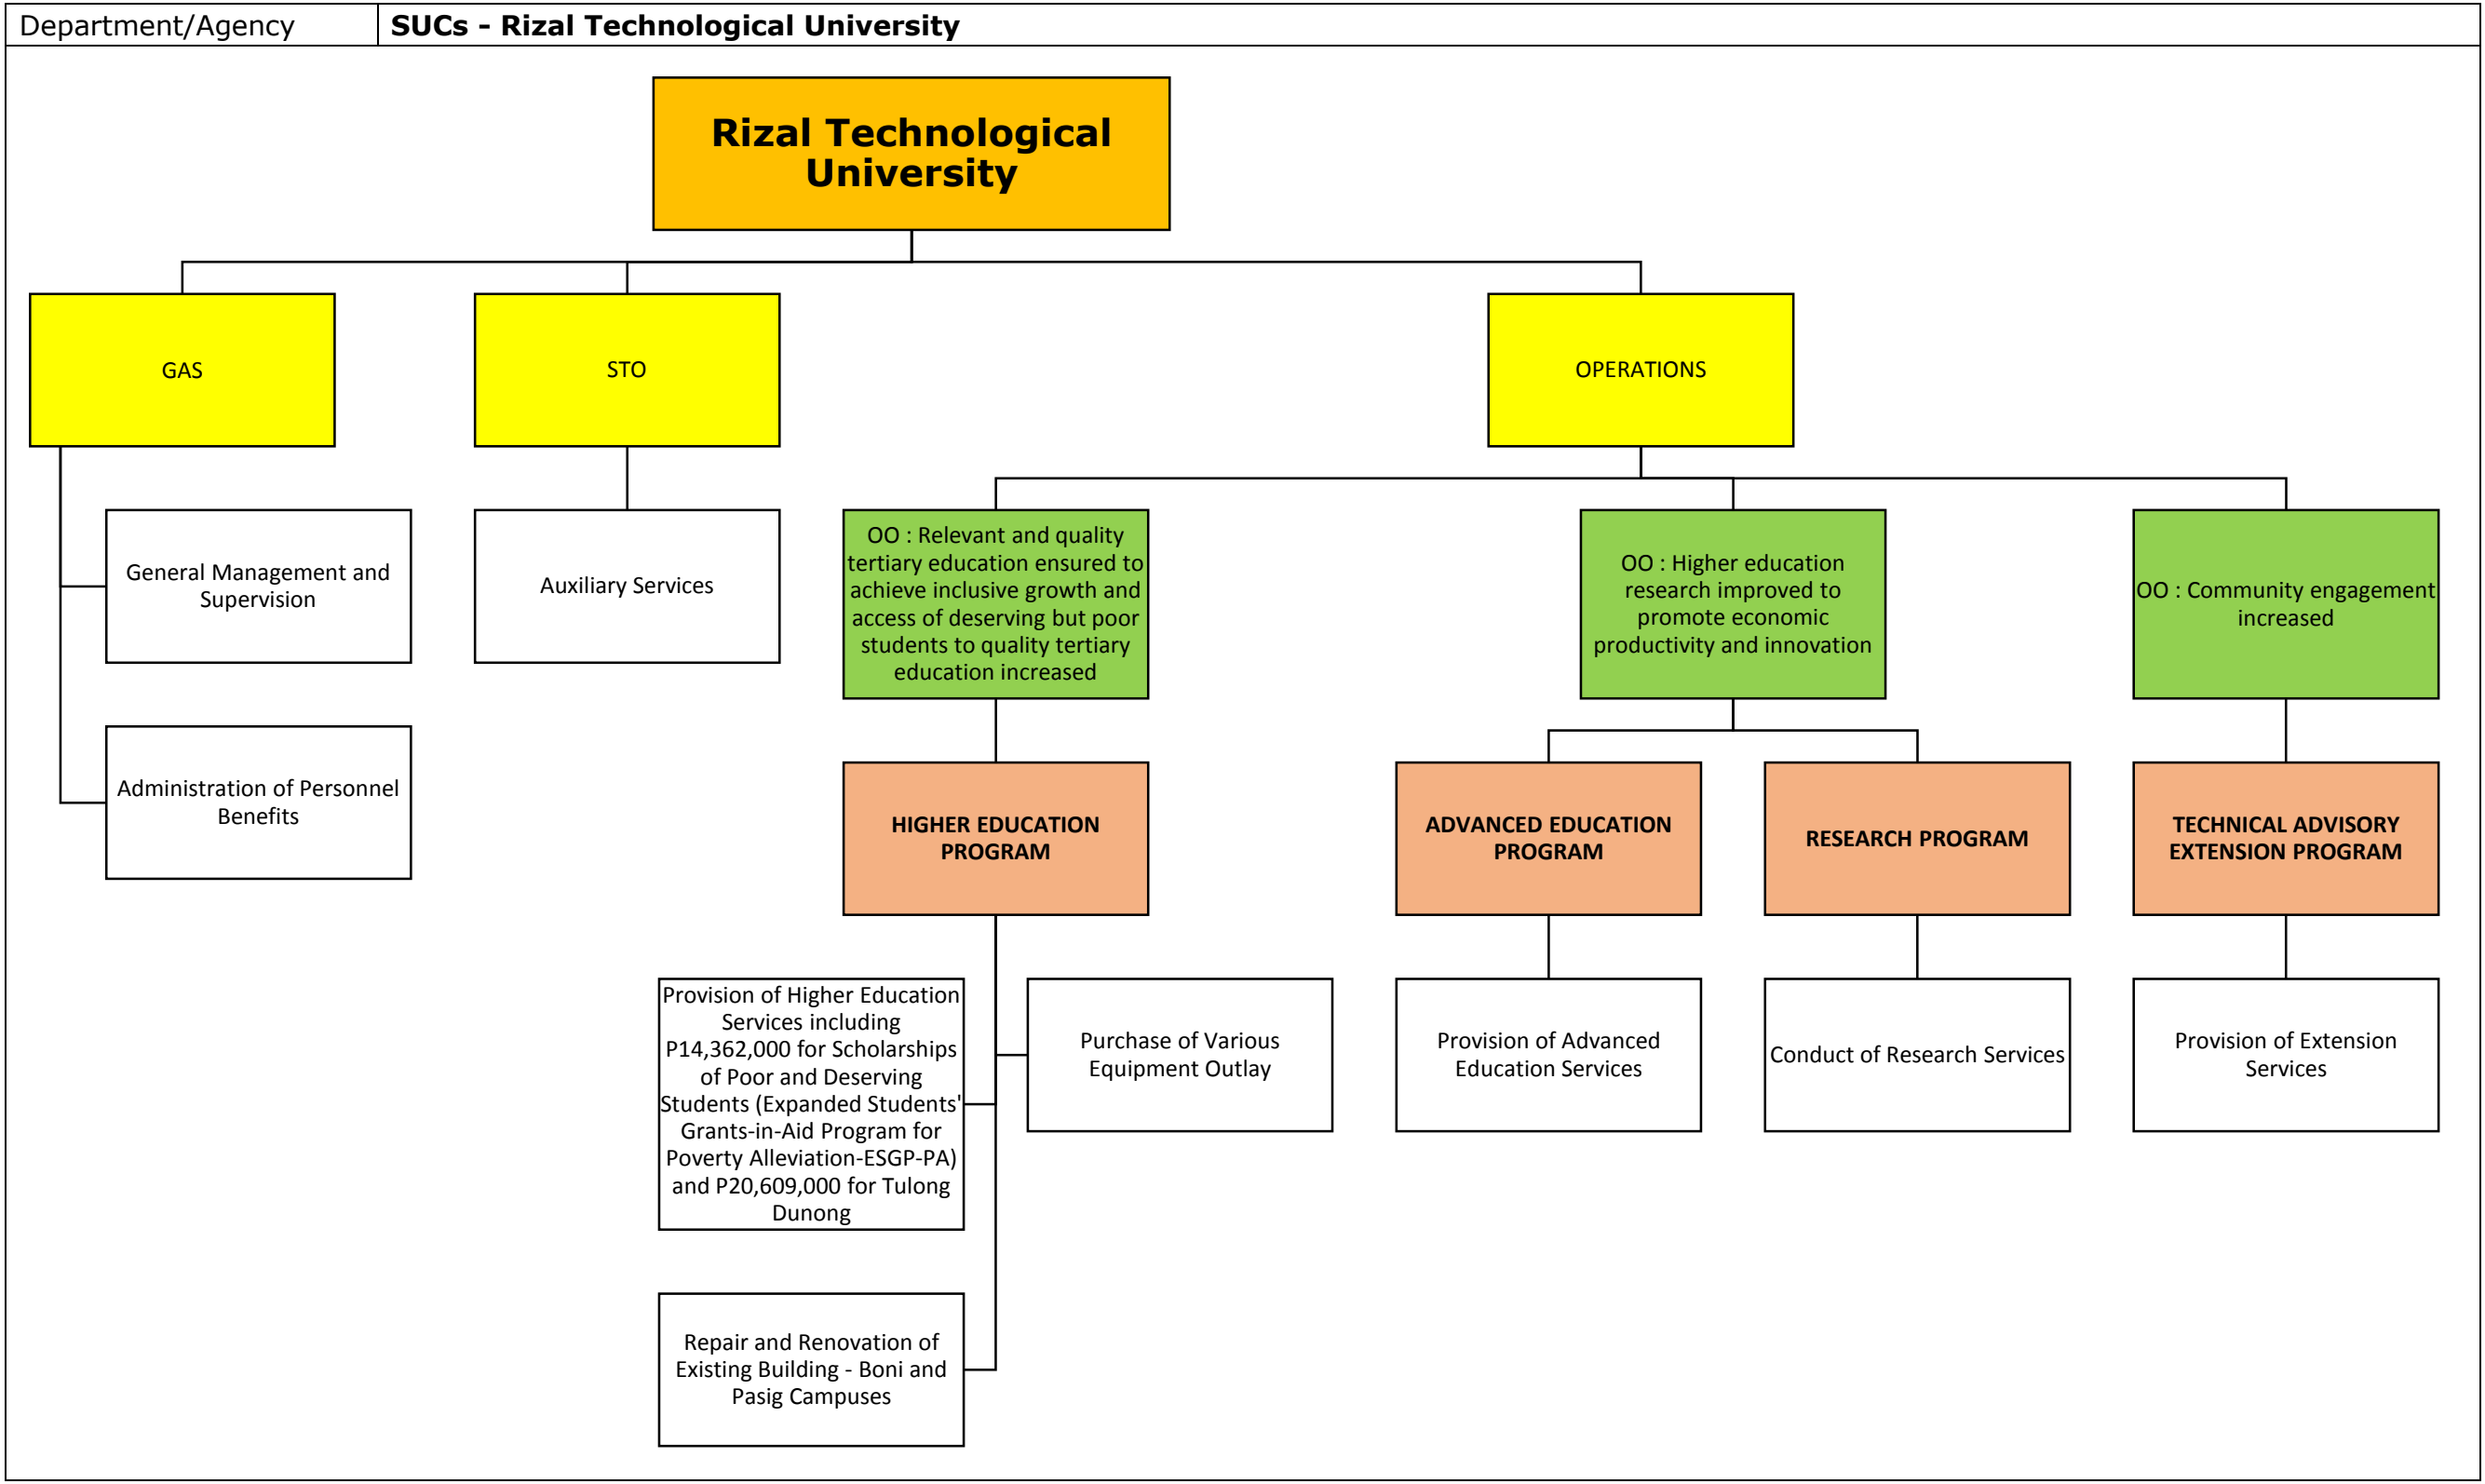 Department/Agency
SUCs - Rizal Technological University
Rizal Technological
University
GAS
STO
OPERATIONS
General Management and
Supervision
Administration of Personnel
Benefits
Auxiliary Services
OO : Relevant and quality
tertiary education ensured to
achieve inclusive growth and
access of deserving but poor
students to quality tertiary
education increased
OO : Higher education
research improved to
promote economic
productivity and innovation
OO : Community engagement
increased
HIGHER EDUCATION
PROGRAM
ADVANCED EDUCATION
PROGRAM
RESEARCH PROGRAM
TECHNICAL ADVISORY
EXTENSION PROGRAM
Provision of Higher Education
Services including
P14,362,000 for Scholarships
of Poor and Deserving
Students (Expanded Students'
Grants-in-Aid Program for
Poverty Alleviation-ESGP-PA)
and P20,609,000 for Tulong
Dunong
Purchase of Various
Equipment Outlay
Provision of Advanced
Education Services
Conduct of Research Services
Provision of Extension
Services
Repair and Renovation of
Existing Building - Boni and
Pasig Campuses